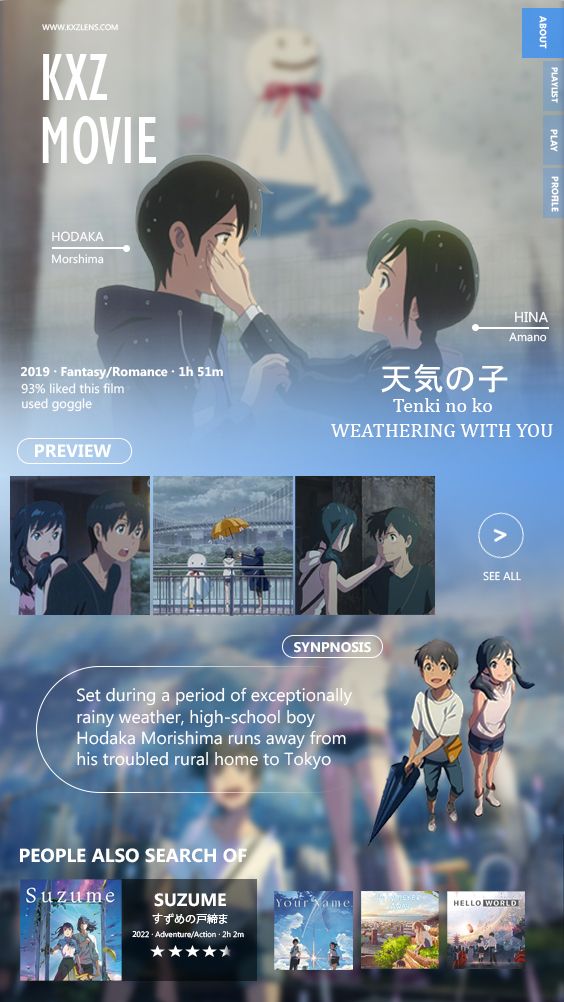 WWW.KXZLENS.COM
KXZ
MOVIE
ABOUT
PLAYLIST
PLAY
PROFILE
HODAKA
Morshima
HINA
Amano
2019 · Fantasy/Romance · 1h 51m
93% liked this film
used goggle
天気の子
Tenki no ko
WEATHERING WITH YOU
PREVIEW
>
SEE ALL
SYNPNOSIS
Set during a period of exceptionally
rainy weather, high-school boy
Hodaka Morishima runs away from
his troubled rural home to Tokyo
PEOPLE ALSO SEARCH OF
Suzume
SUZUME
すずめの戸締ま
2022 · Adventure/Action · 2h 2m
Your Name
HELLO WORLD